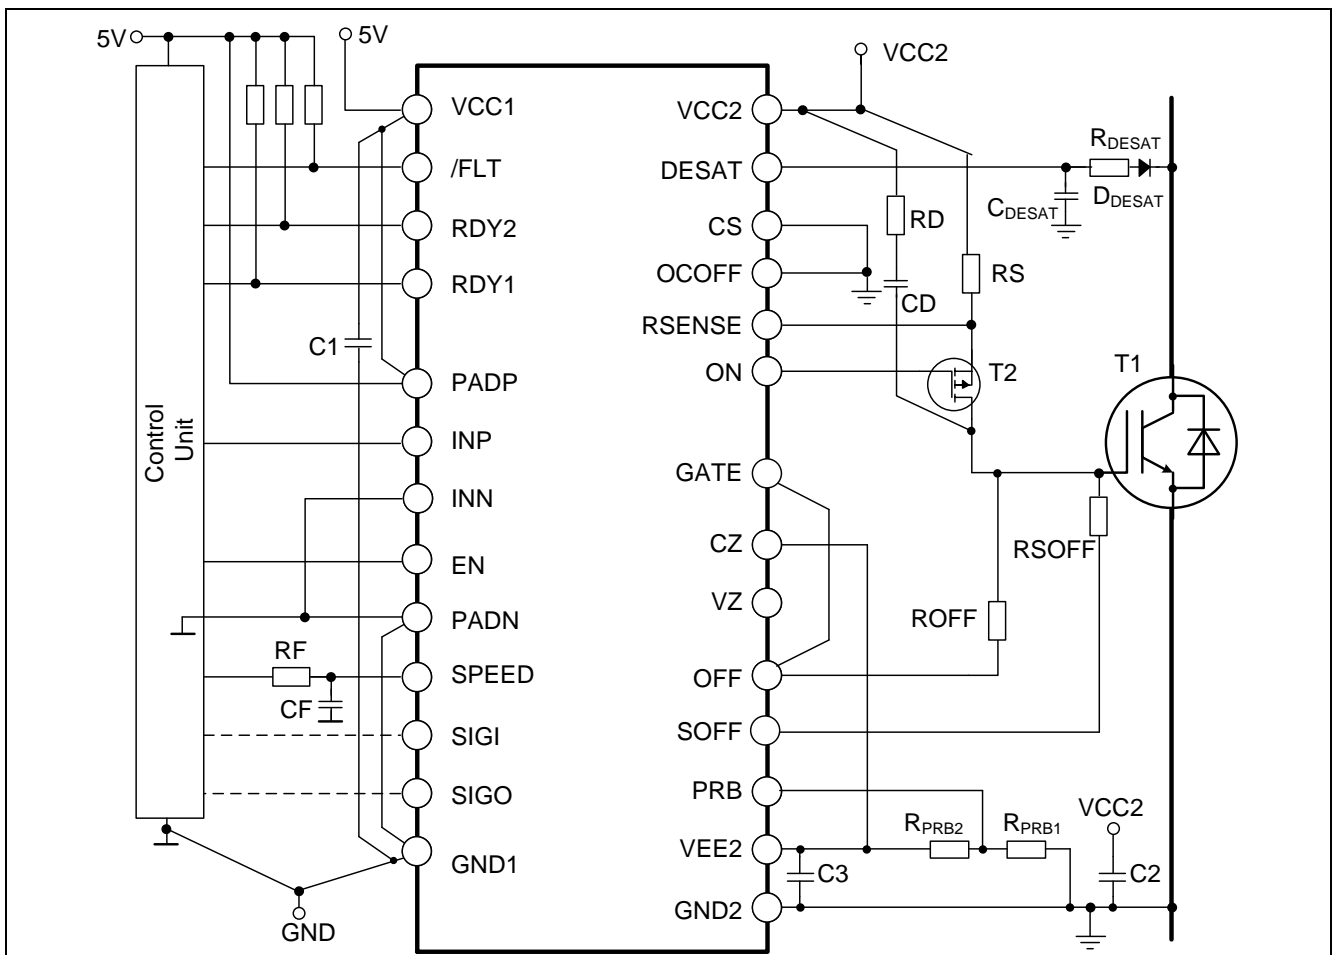 5V
5V
VCC2
VCC1
/FLT
RDY2
RDY1
C1
PADP
INP
INN
EN
PADN
RF
SPEED
CF
SIGI
SIGO
GND1
GND
Control
Unit
VCC2
DESAT
CS
OCOFF
RSENSE
ON
GATE
CZ
VZ
OFF
SOFF
PRB
VEE2
GND2
RD
CD
RS
T2
T1
RDESAT
DDESAT
CDESAT
RSOFF
ROFF
RPRB2
RPRB1
VCC2
C3
C2